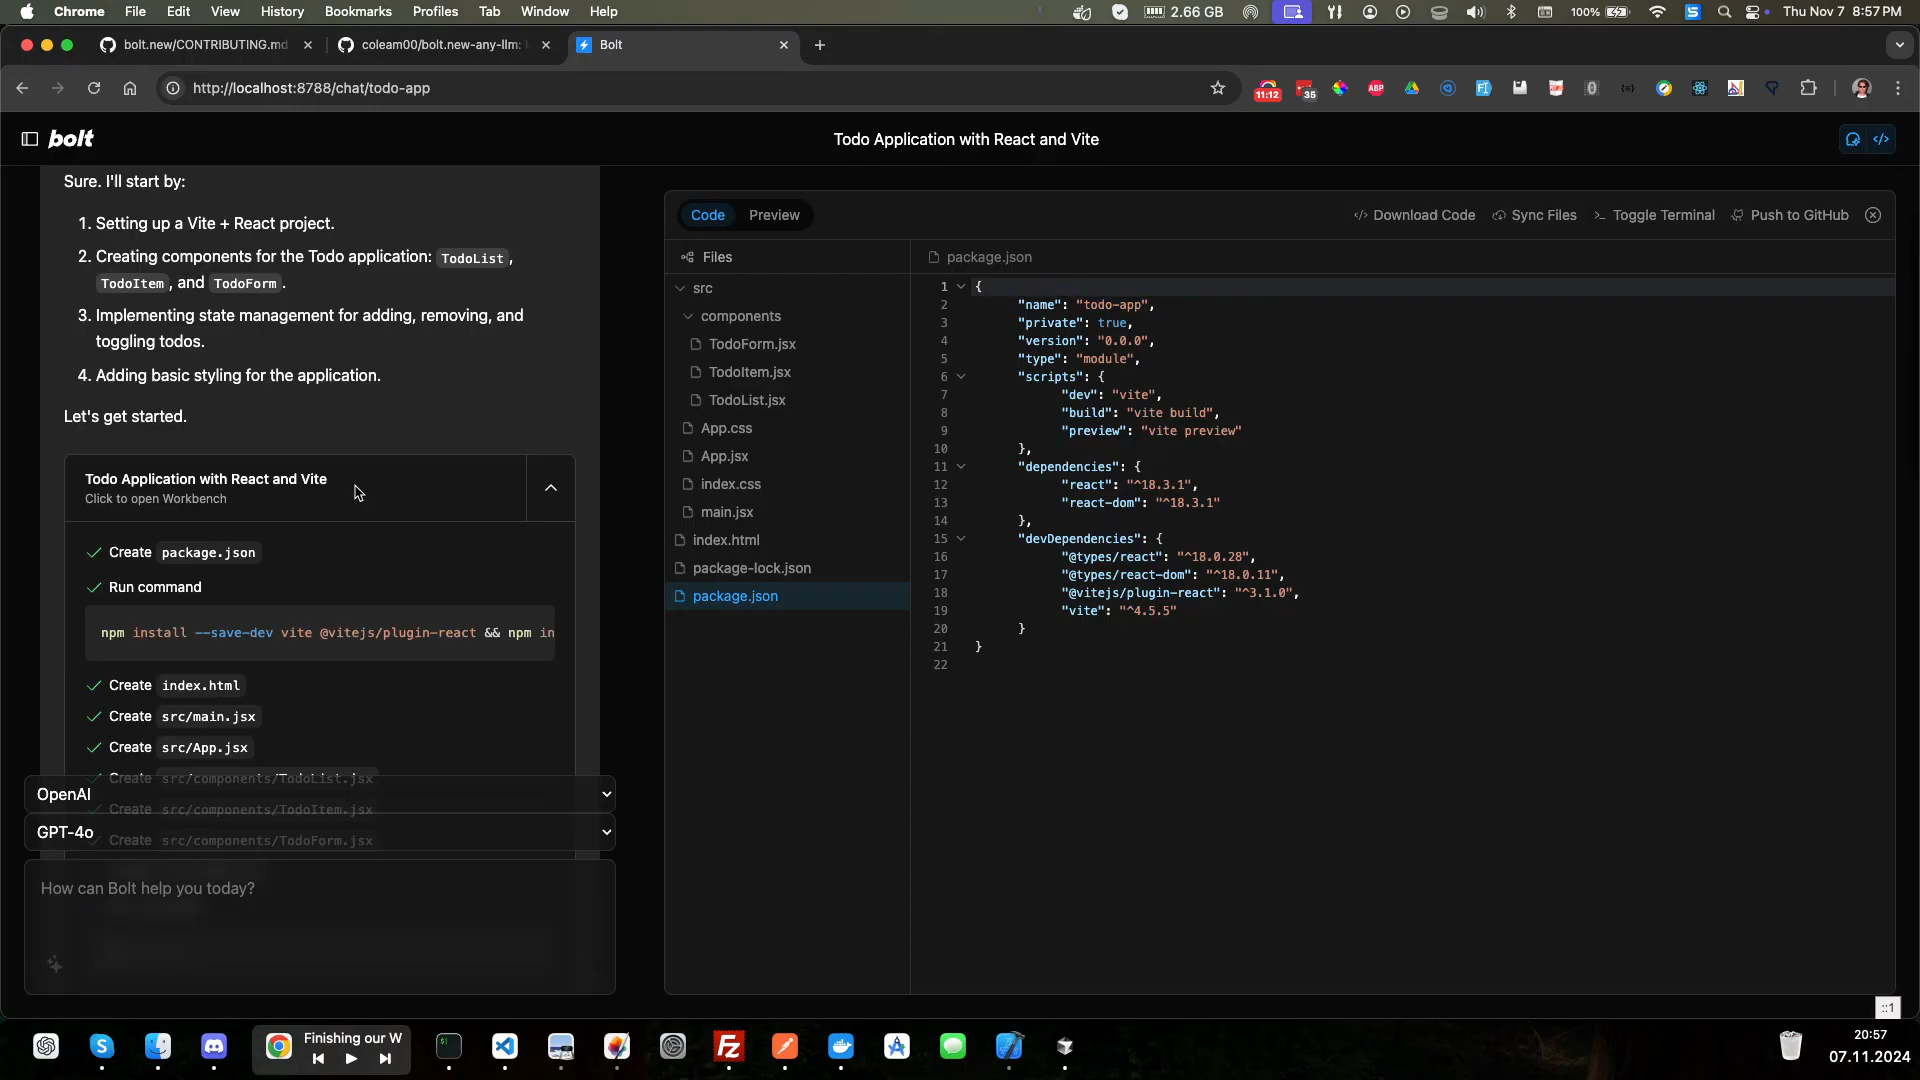 Chrome File Edit View History Bookmarks Profiles Tab Window Help
2.66 GB 100% Thu Nov 7 8:57 PM
bolt.new/CONTRIBUTING.md
coleam00/bolt.new-any-llm:
Bolt
http://localhost:8788/chat/todo-app
11:12 35 ABP
bolt
Todo Application with React and Vite
Sure. I'll start by:
1. Setting up a Vite + React project.
2. Creating components for the Todo application: TodoList,
TodoItem, and TodoForm.
3. Implementing state management for adding, removing, and
toggling todos.
4. Adding basic styling for the application.
Let's get started.
Todo Application with React and Vite
Click to open Workbench
Create package.json
Run command
npm install --save-dev vite @vitejs/plugin-react && npm in
Create index.html
Create src/main.jsx
Create src/App.jsx
Create src/components/TodoList.jsx
OpenAI
Create src/components/TodoItem.jsx
GPT-4o
Create src/components/TodoForm.jsx
How can Bolt help you today?
Code Preview
Download Code Sync Files Toggle Terminal Push to GitHub
Files
src
components
TodoForm.jsx
TodoItem.jsx
TodoList.jsx
App.css
App.jsx
index.css
main.jsx
index.html
package-lock.json
package.json
package.json
1 {
2 "name": "todo-app",
3 "private": true,
4 "version": "0.0.0",
5 "type": "module",
6 "scripts": {
7 "dev": "vite",
8 "build": "vite build",
9 "preview": "vite preview"
10 },
11 "dependencies": {
12 "react": "^18.3.1",
13 "react-dom": "^18.3.1"
14 },
15 "devDependencies": {
16 "@types/react": "^18.0.28",
17 "@types/react-dom": "^18.0.11",
18 "@vitejs/plugin-react": "^3.1.0",
19 "vite": "^4.5.5"
20 }
21 }
22
::1
Finishing our W
20:57
07.11.2024